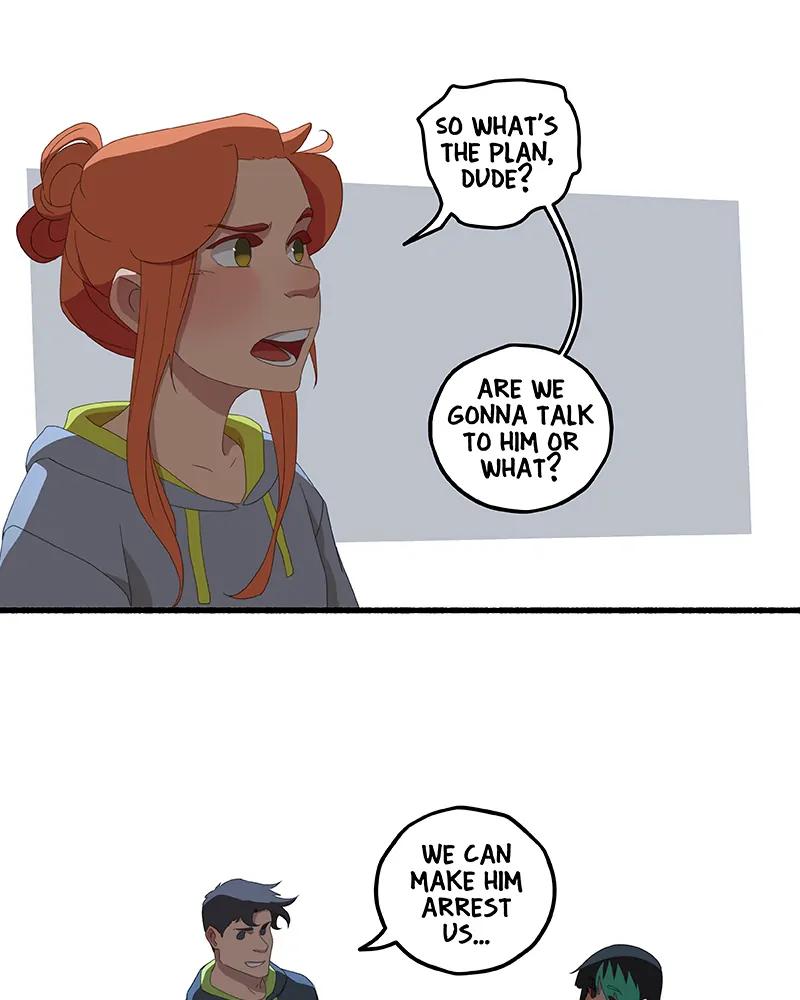 SO WHAT'S
THE PLAN,
DUDE?
ARE WE
GONNA TALK
TO HIM OR
WHAT?
WE CAN
MAKE HIM
ARREST
US...